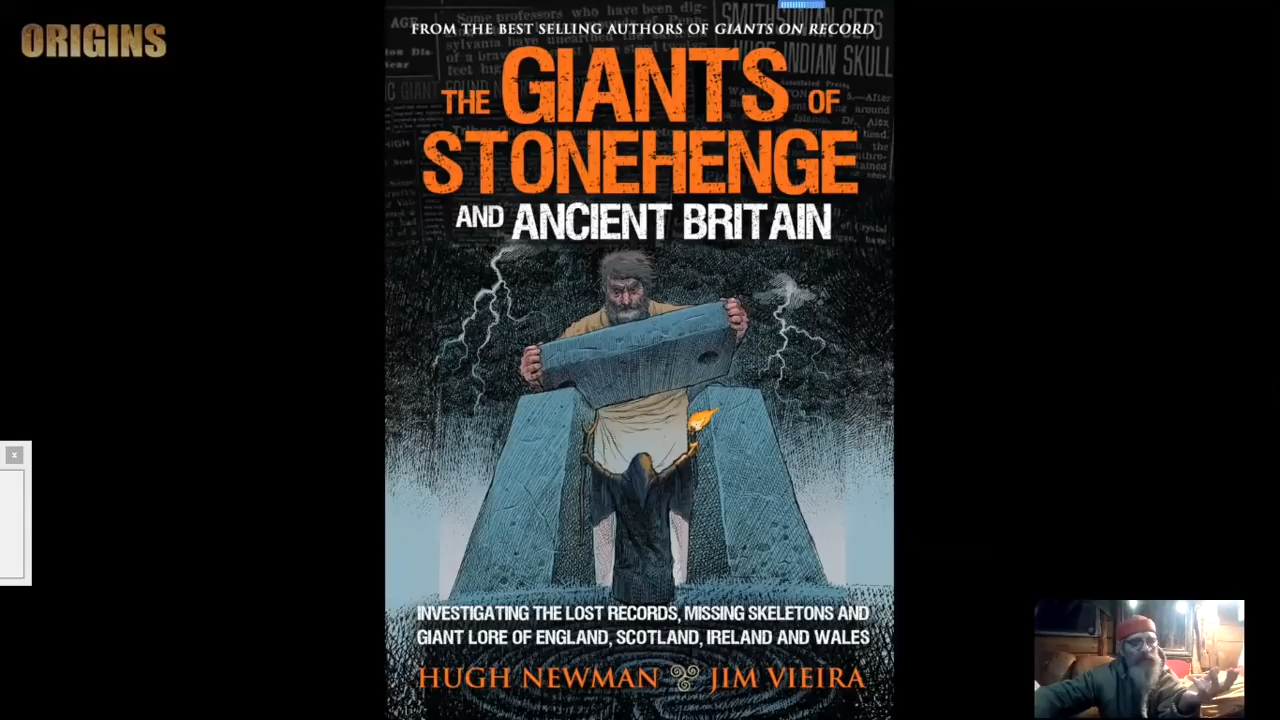 ORIGINS
FROM THE BEST SELLING AUTHORS OF GIANTS ON RECORD
THE GIANTS OF
STONEHENGE
AND ANCIENT BRITAIN
INVESTIGATING THE LOST RECORDS, MISSING SKELETONS AND
GIANT LORE OF ENGLAND, SCOTLAND, IRELAND AND WALES
HUGH NEWMAN JIM VIEIRA
x